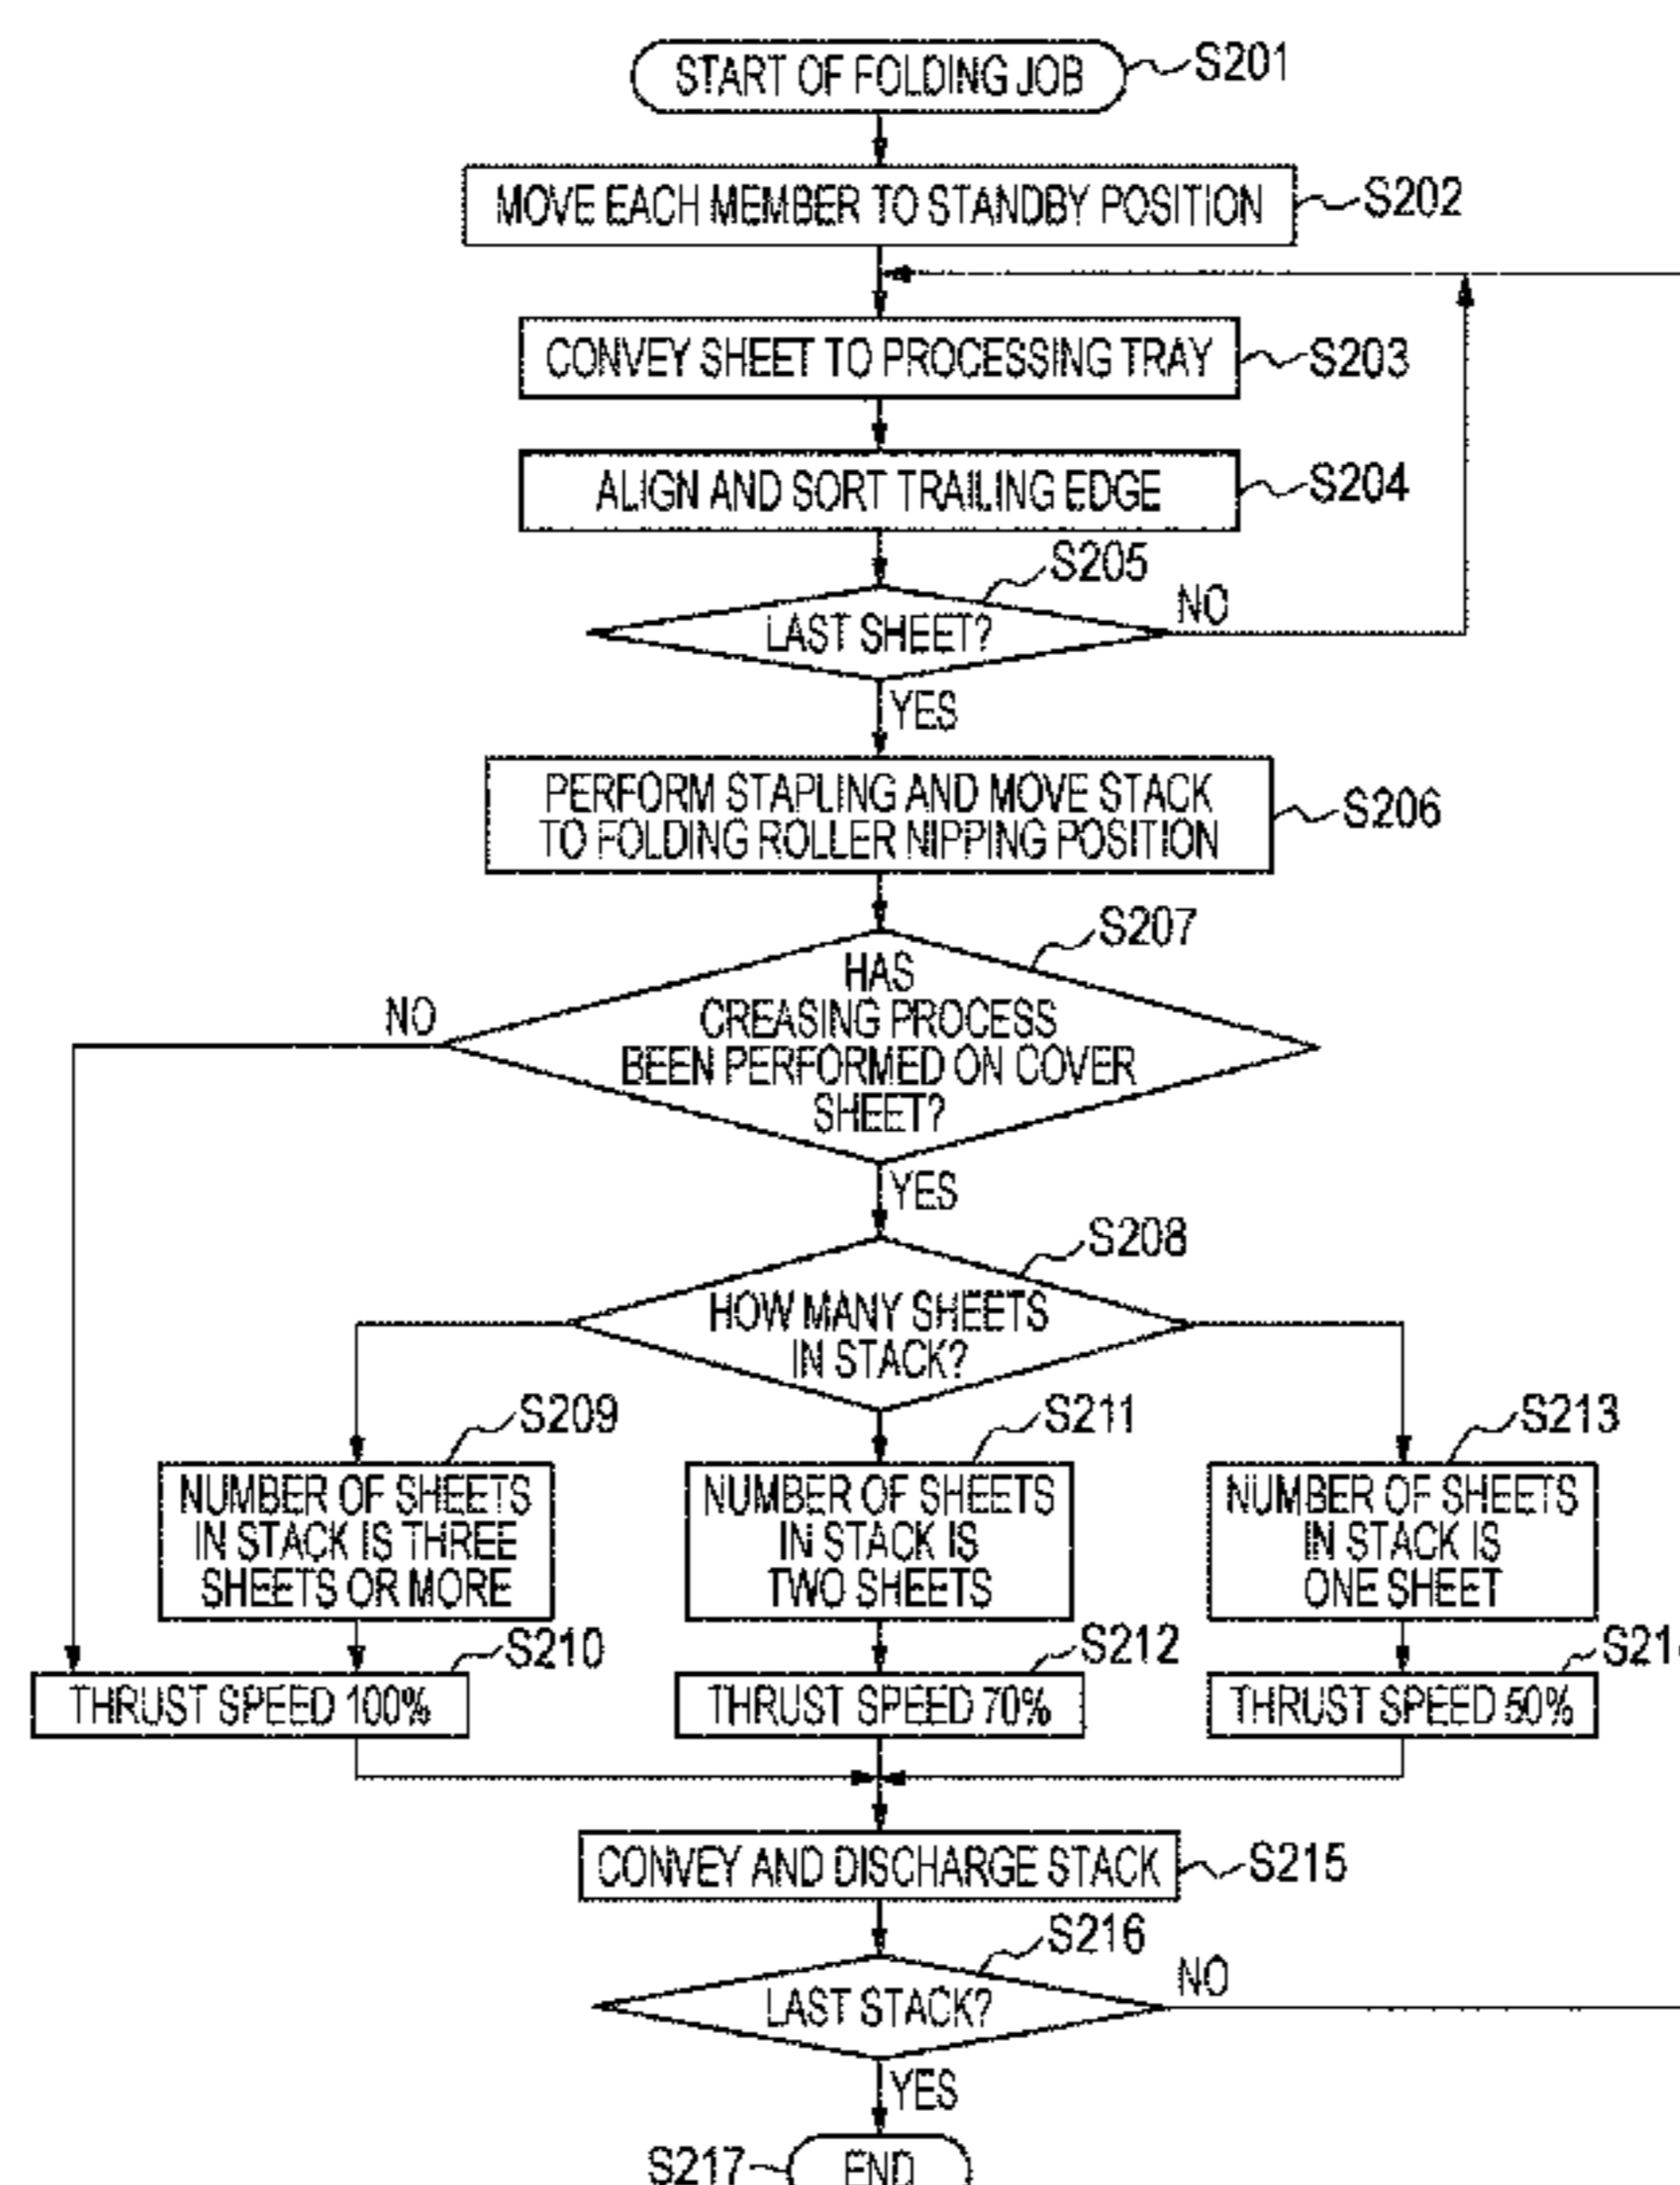 START OF FOLDING JOB
S201
MOVE EACH MEMBER TO STANDBY POSITION
S202
CONVEY SHEET TO PROCESSING TRAY
S203
ALIGN AND SORT TRAILING EDGE
S204
S205
LAST SHEET?
NO
YES
PERFORM STAPLING AND MOVE STACK
TO FOLDING ROLLER NIPPING POSITION
S206
S207
HAS
CREASING PROCESS
BEEN PERFORMED ON COVER
SHEET?
NO
YES
S208
HOW MANY SHEETS
IN STACK?
S209
NUMBER OF SHEETS
IN STACK IS THREE
SHEETS OR MORE
S211
NUMBER OF SHEETS
IN STACK IS
TWO SHEETS
S213
NUMBER OF SHEETS
IN STACK IS
ONE SHEET
S210
THRUST SPEED 100%
S212
THRUST SPEED 70%
THRUST SPEED 50%
CONVEY AND DISCHARGE STACK
S215
S216
LAST STACK?
NO
YES
S217
END